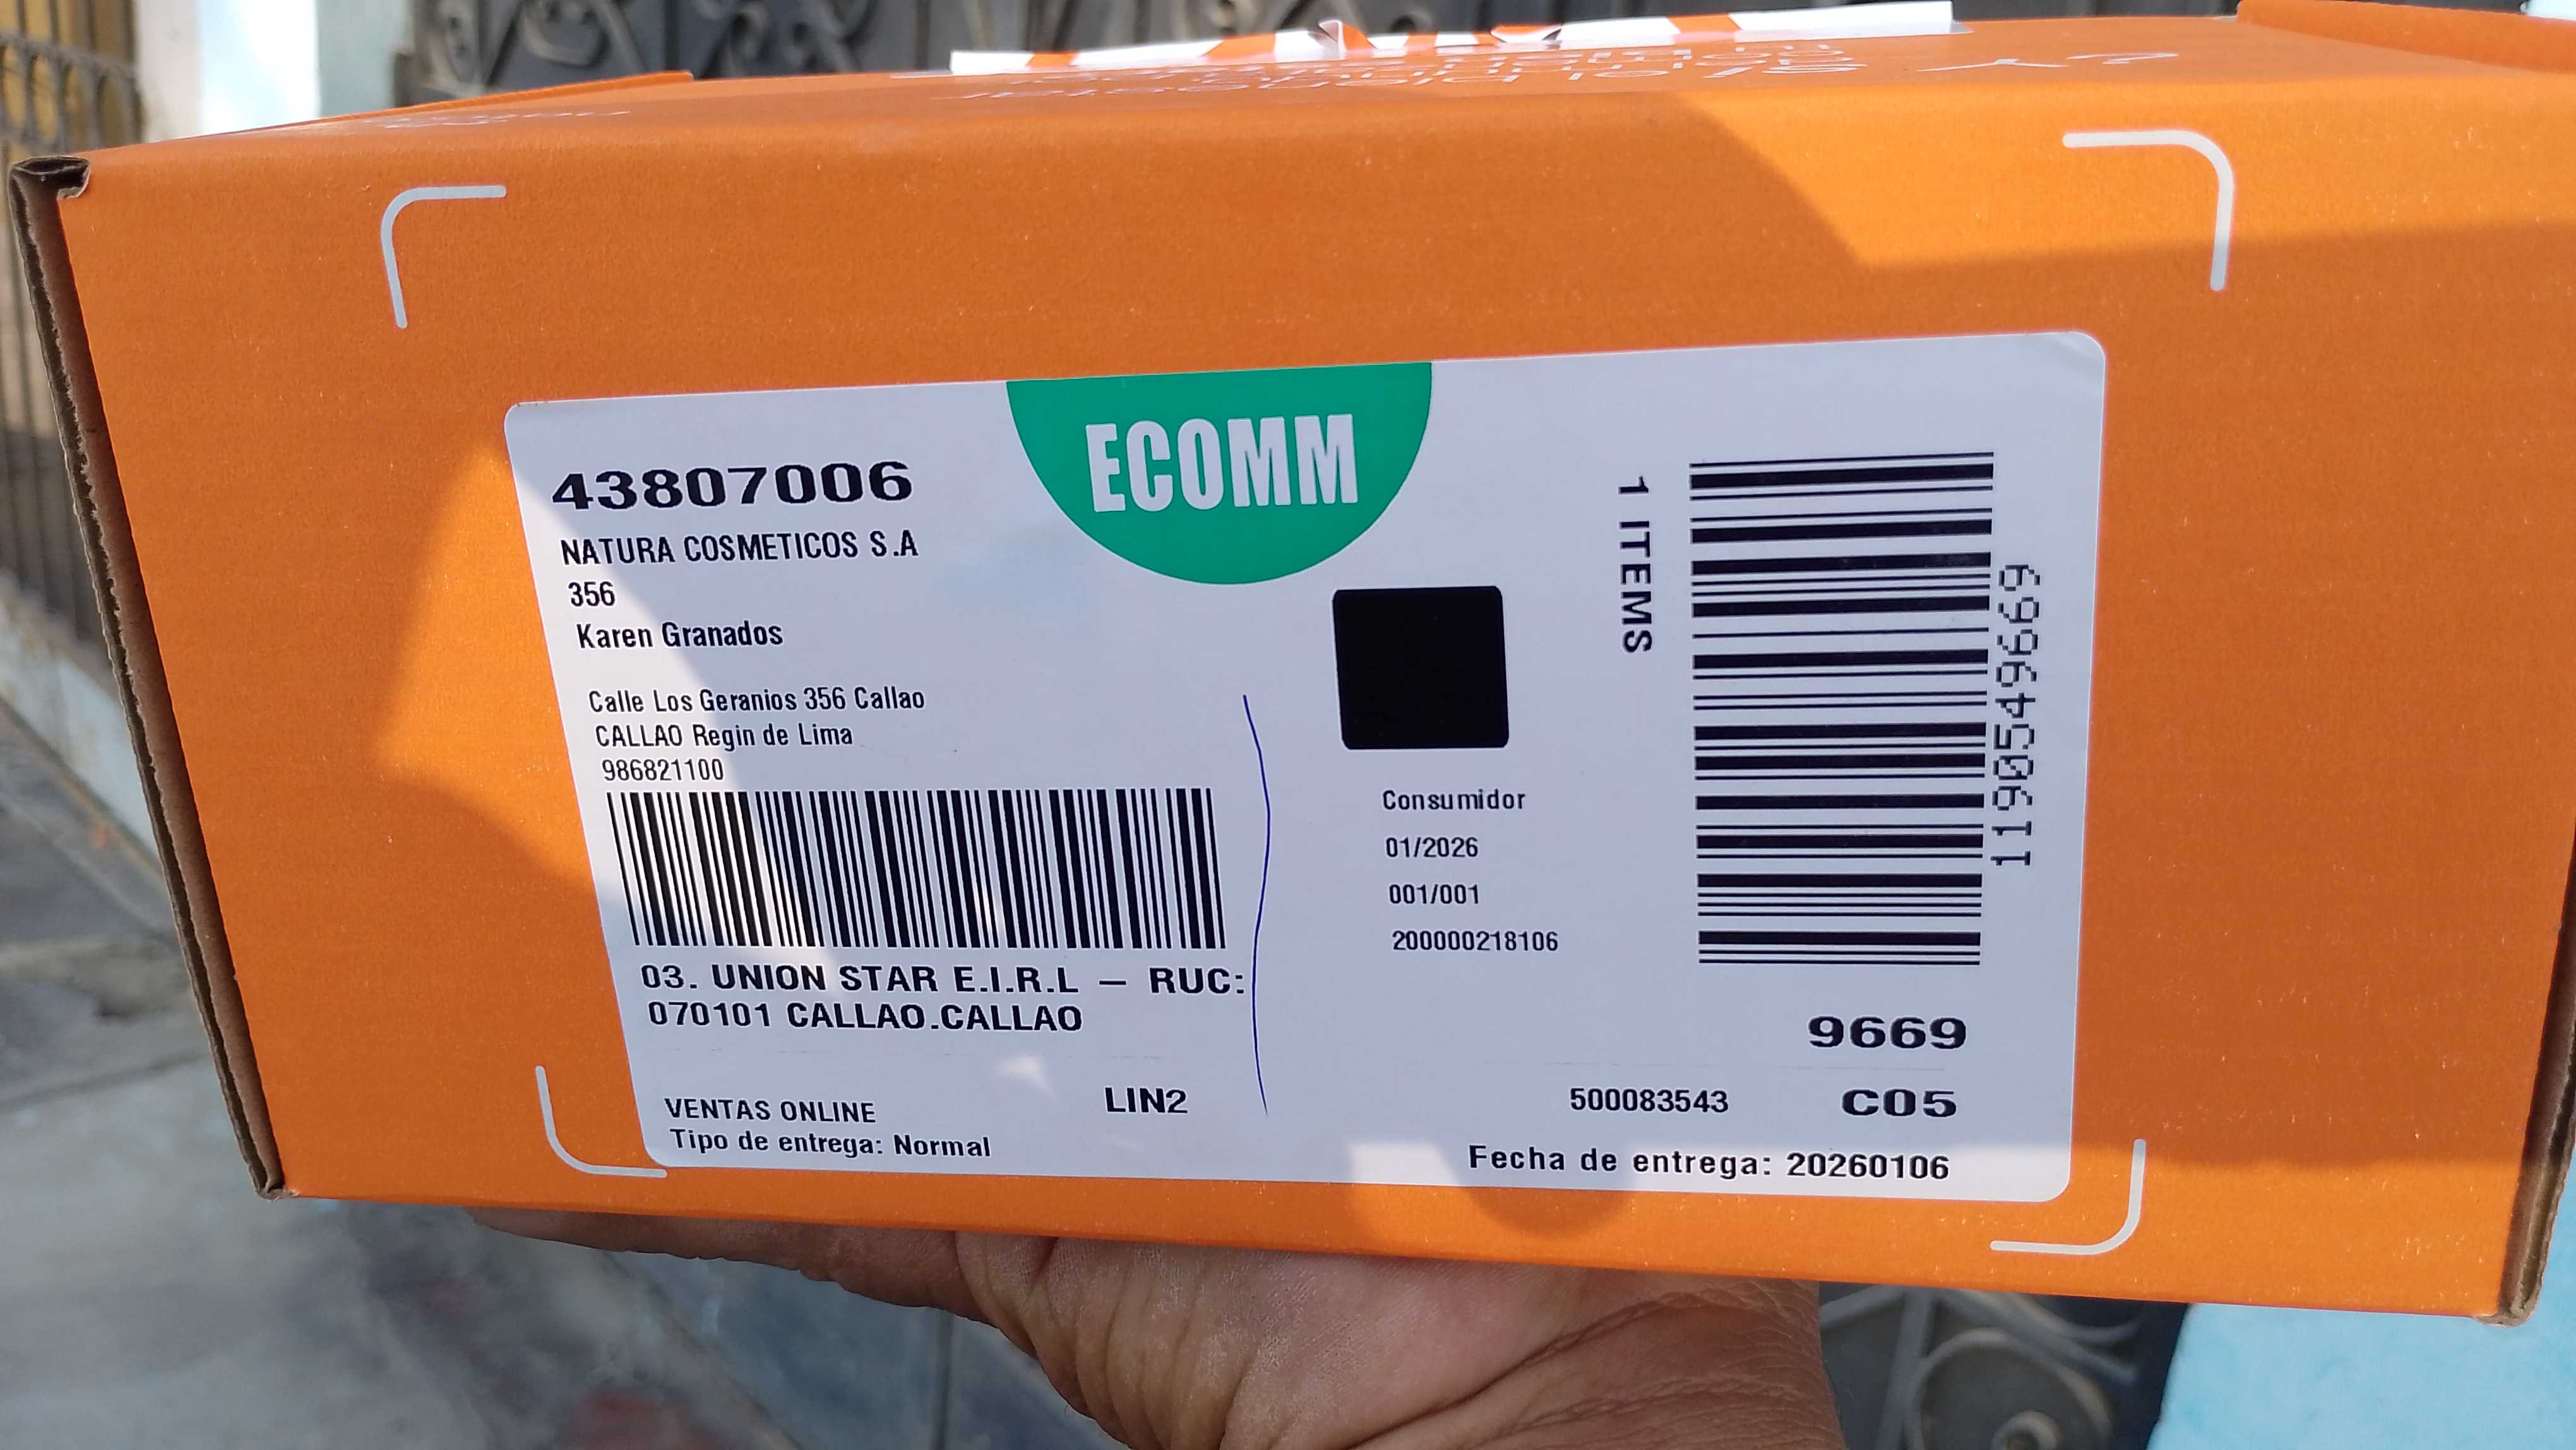 43807006
NATURA COSMETICOS S.A
356
Karen Granados
Calle Los Geranios 356 Callao
CALLAO Regin de Lima
986821100
03. UNION STAR E.I.R.L — RUC:
070101 CALLAO.CALLAO
VENTAS ONLINE
Tipo de entrega: Normal
LIN2
ECOMM
Consumidor
01/2026
001/001
200000218106
1 ITEMS
1190549669
9669
500083543
C05
Fecha de entrega: 20260106